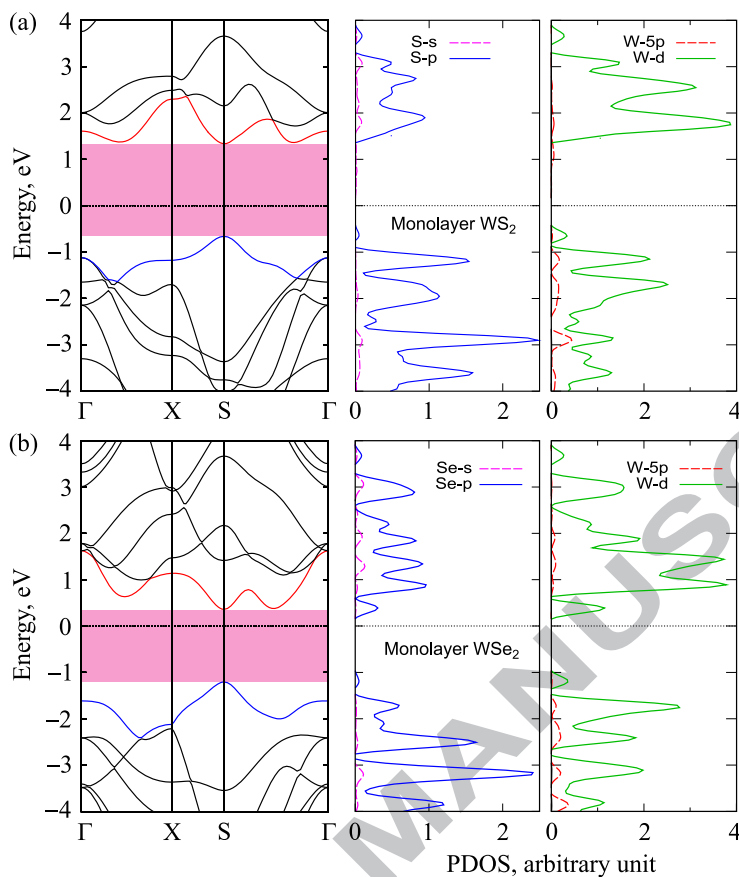 (a)
Energy, eV
4
3
2
1
0
-1
-2
-3
-4
Γ X S Γ
S-s
S-p
Monolayer WS2
0 1 2
W-5p
W-d
0 2 4
(b)
Energy, eV
4
3
2
1
0
-1
-2
-3
-4
Γ X S Γ
Se-s
Se-p
Monolayer WSe2
0 1 2
W-5p
W-d
0 2 4
PDOS, arbitrary unit
MANUSC